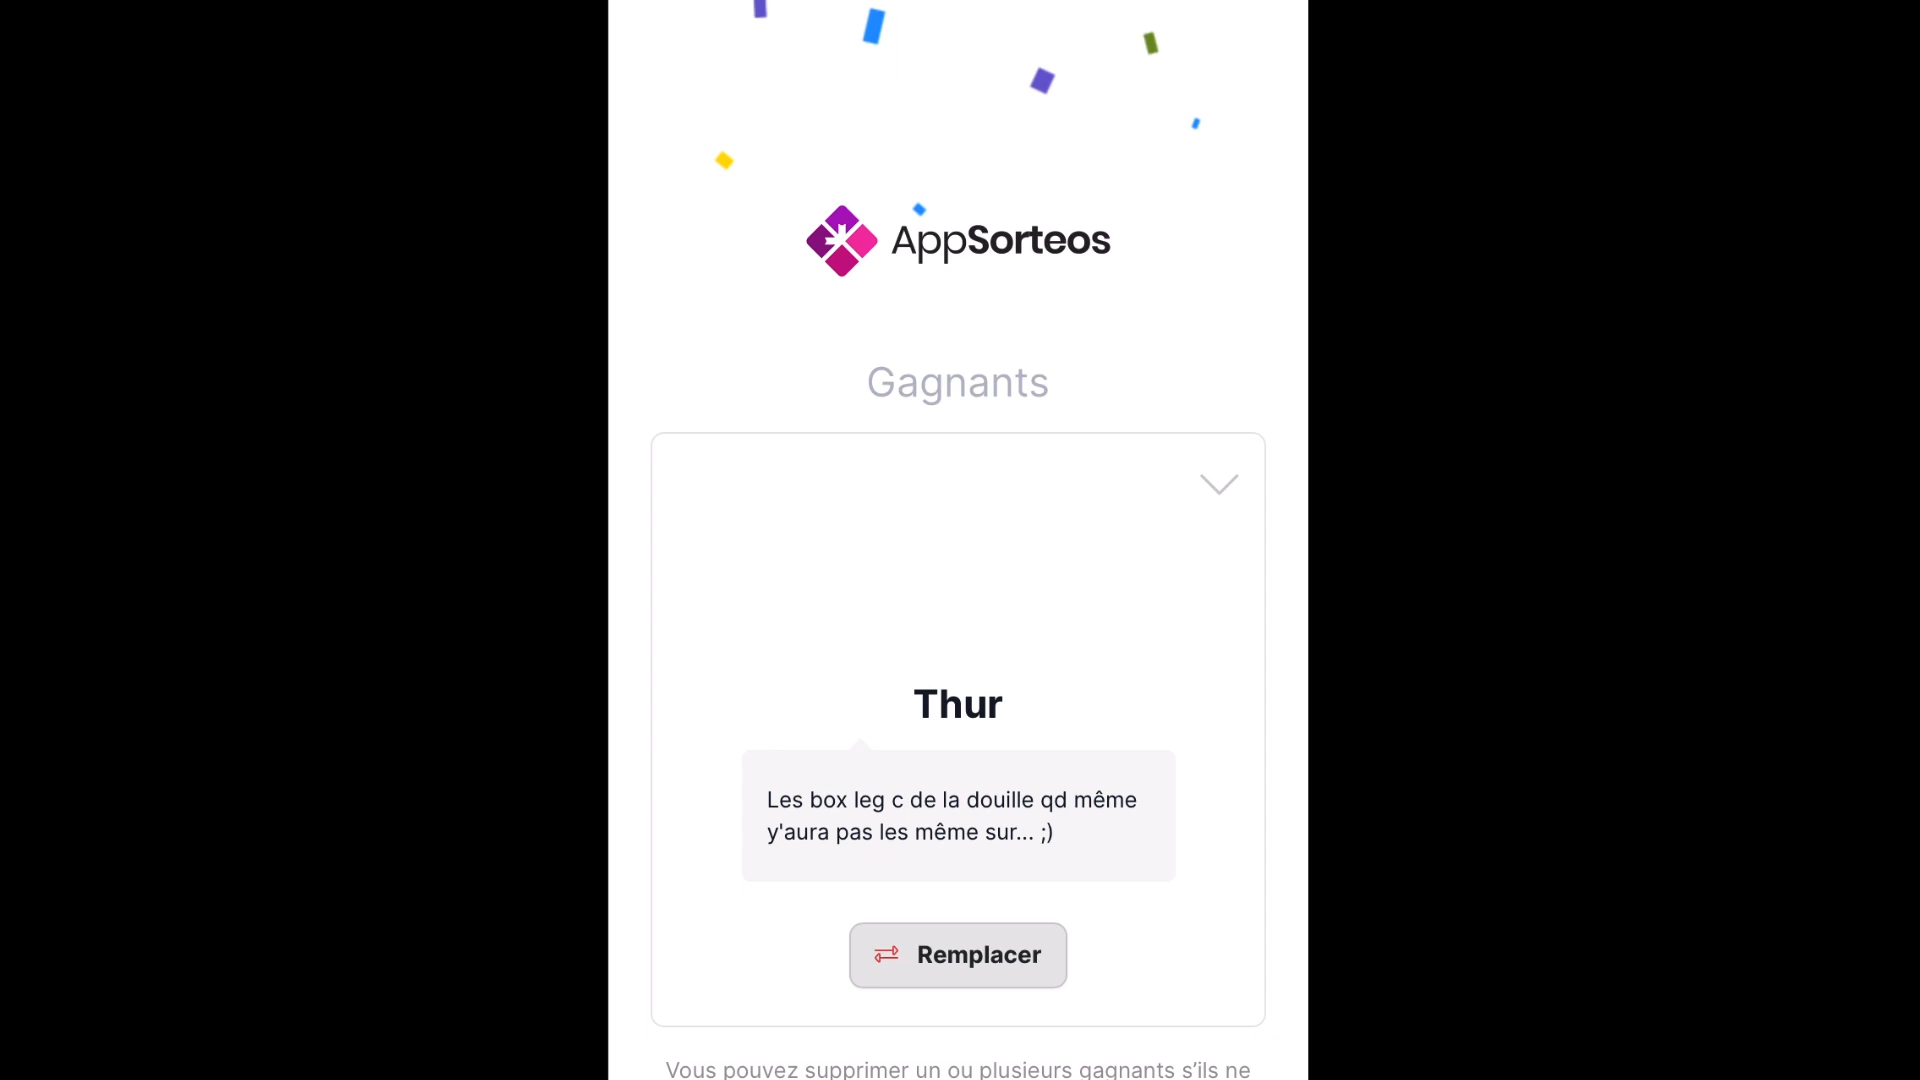 AppSorteos
Gagnants
Thur
Les box leg c de la douille qd même
y'aura pas les même sur... ;)
Remplacer
Vous pouvez supprimer un ou plusieurs gagnants s’ils ne